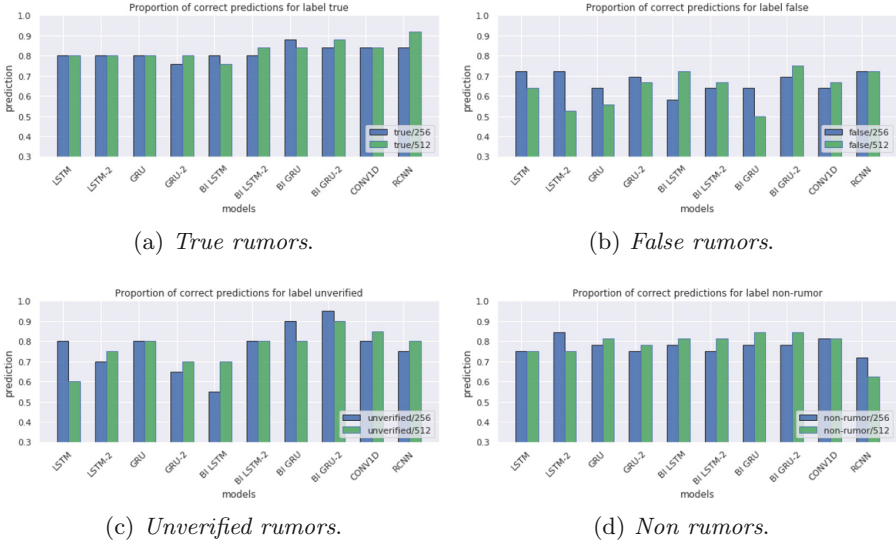 Proportion of correct predictions for label true
1.0
0.9
0.8
0.7
0.6
0.5
0.4
0.3
prediction
true/256
true/512
LSTM
LSTM-2
GRU
GRU-2
BI LSTM
BI LSTM-2
BI GRU
BI GRU-2
CONV1D
RCNN
models
(a) True rumors.
Proportion of correct predictions for label false
1.0
0.9
0.8
0.7
0.6
0.5
0.4
0.3
prediction
false/256
false/512
LSTM
LSTM-2
GRU
GRU-2
BI LSTM
BI LSTM-2
BI GRU
BI GRU-2
CONV1D
RCNN
models
(b) False rumors.
Proportion of correct predictions for label unverified
1.0
0.9
0.8
0.7
0.6
0.5
0.4
0.3
prediction
unverified/256
unverified/512
LSTM
LSTM-2
GRU
GRU-2
BI LSTM
BI LSTM-2
BI GRU
BI GRU-2
CONV1D
RCNN
models
(c) Unverified rumors.
Proportion of correct predictions for label non-rumor
1.0
0.9
0.8
0.7
0.6
0.5
0.4
0.3
prediction
non-rumor/256
non-rumor/512
LSTM
LSTM-2
GRU
GRU-2
BI LSTM
BI LSTM-2
BI GRU
BI GRU-2
CONV1D
RCNN
models
(d) Non rumors.